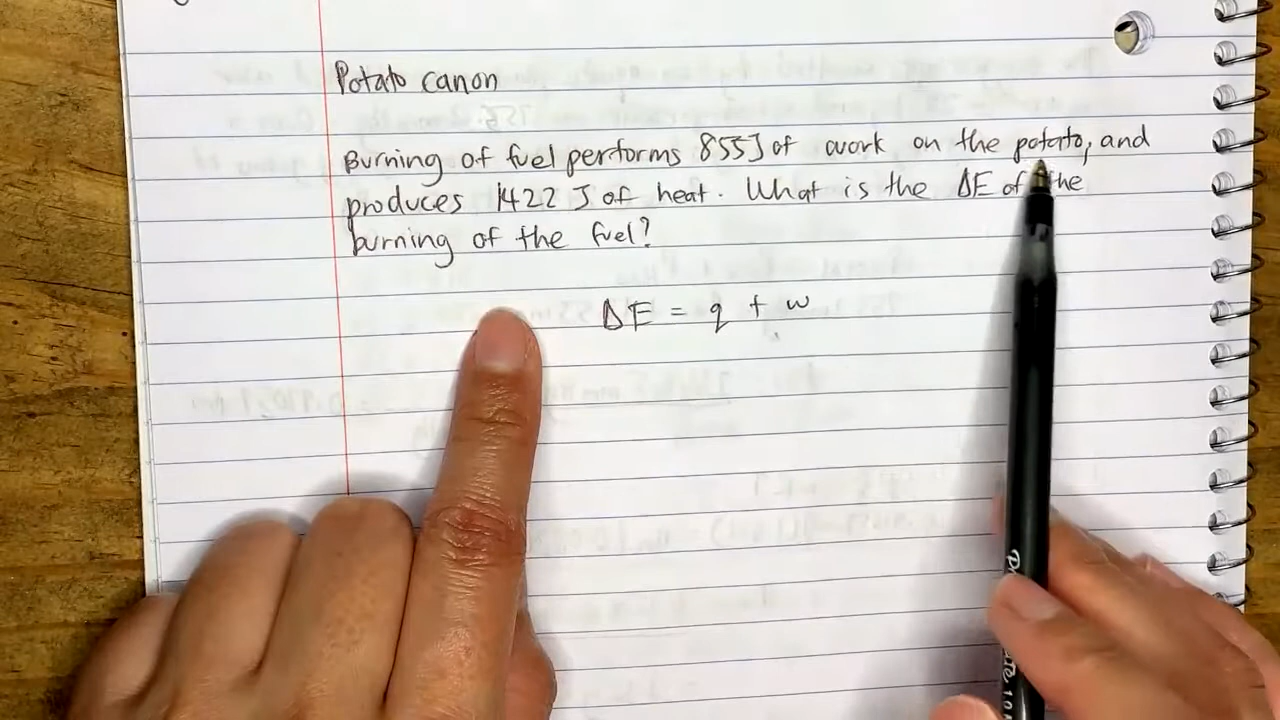 Potato canon
Burning of fuel performs 855J of work on the potato, and
produces 1422 J of heat. What is the ΔE of the
burning of the fuel?
ΔE = q + w